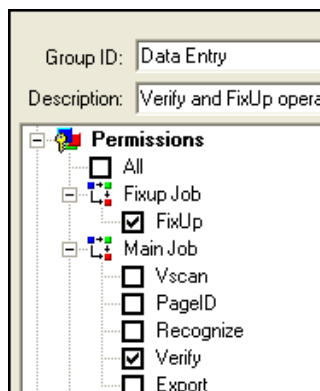 Group ID: Data Entry
Description: Verify and FixUp opera
Permissions
All
Fixup Job
FixUp
Main Job
Vscan
PageID
Recognize
Verify
Export